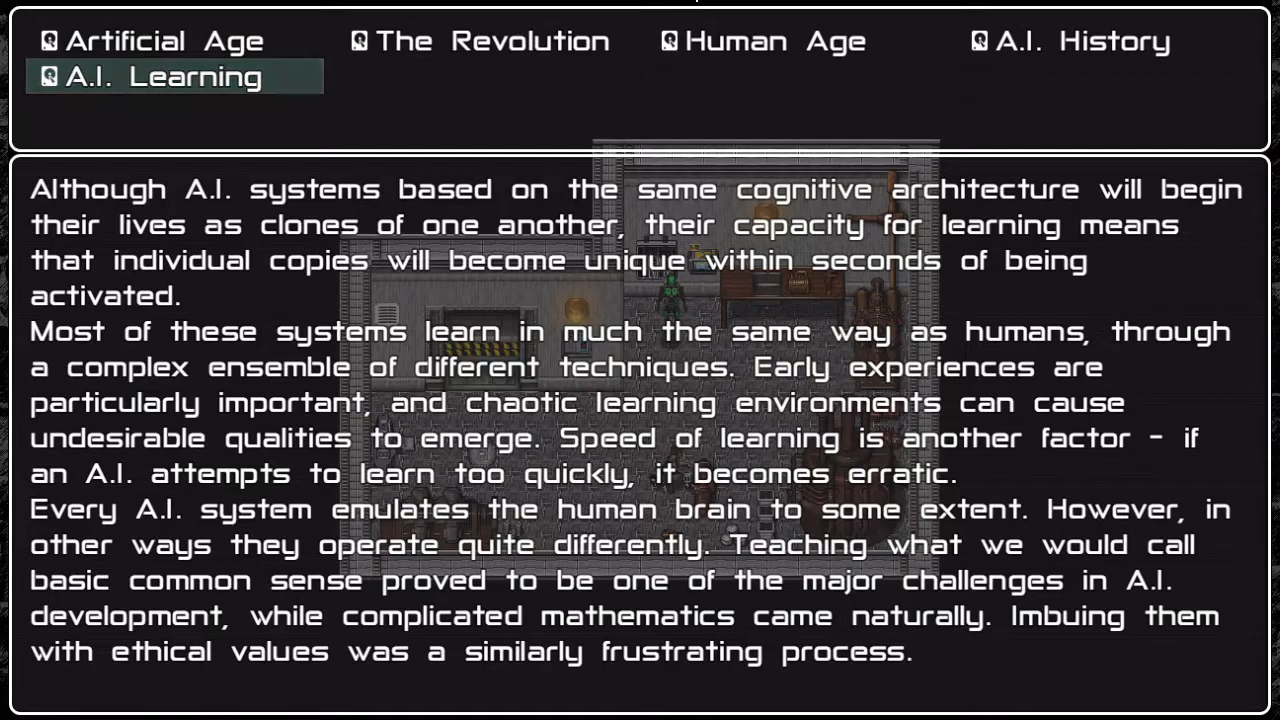 Artificial Age The Revolution Human Age A.I. History
A.I. Learning
Although A.I. systems based on the same cognitive architecture will begin
their lives as clones of one another, their capacity for learning means
that individual copies will become unique within seconds of being
activated.
Most of these systems learn in much the same way as humans, through
a complex ensemble of different techniques. Early experiences are
particularly important, and chaotic learning environments can cause
undesirable qualities to emerge. Speed of learning is another factor - if
an A.I. attempts to learn too quickly, it becomes erratic.
Every A.I. system emulates the human brain to some extent. However, in
other ways they operate quite differently. Teaching what we would call
basic common sense proved to be one of the major challenges in A.I.
development, while complicated mathematics came naturally. Imbuing them
with ethical values was a similarly frustrating process.